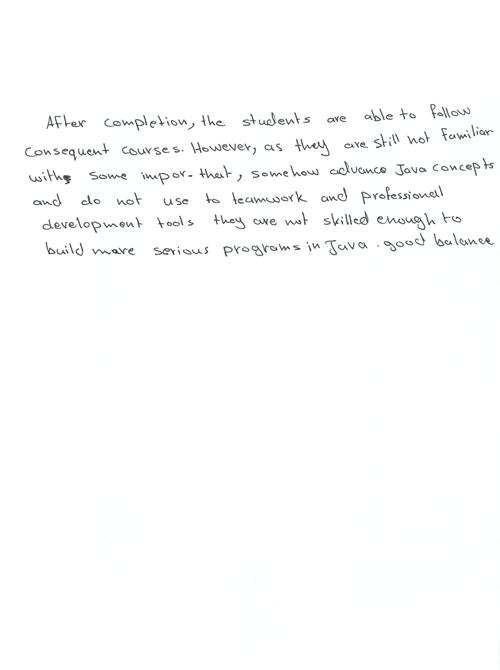 After completion, the students are able to follow
consequent courses. However, as they are still not familiar
with some impor-that, somehow advance Java concepts
and do not use to teamwork and professional
development tools they are not skilled enough to
build more serious programs in Java. good balance